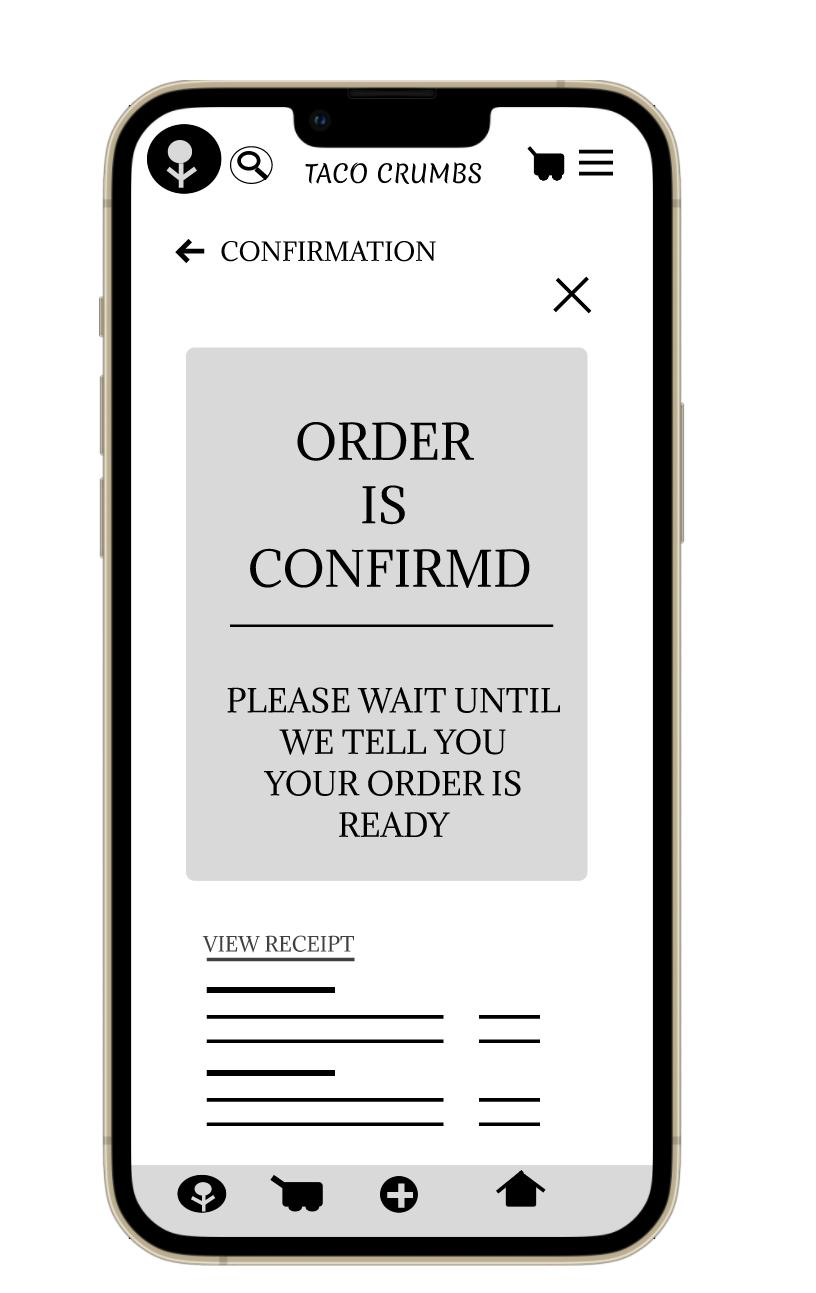 TACO CRUMBS
CONFIRMATION
ORDER
IS
CONFIRMD
PLEASE WAIT UNTIL
WE TELL YOU
YOUR ORDER IS
READY
VIEW RECEIPT